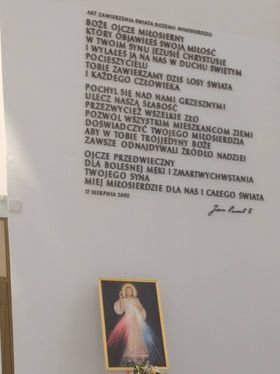 AKT ZAWIERZENIA ŚWIATA BOŻEMU MIŁOSIERDZIU
BOŻE OJCZE MIŁOSIERNY
KTÓRY OBJAWIŁEŚ SWOJĄ MIŁOŚĆ
W TWOIM SYNU JEZUSIE CHRYSTUSIE
I WYLAŁEŚ JĄ NA NAS W DUCHU ŚWIĘTYM
POCIESZYCIELU
TOBIE ZAWIERZAMY DZIŚ LOSY ŚWIATA
I KAŻDEGO CZŁOWIEKA
POCHYL SIĘ NAD NAMI GRZESZNYMI
ULECZ NASZĄ SŁABOŚĆ
PRZEZWYCIĘŻ WSZELKIE ZŁO
POZWÓL WSZYSTKIM MIESZKAŃCOM ZIEMI
DOŚWIADCZYĆ TWOJEGO MIŁOSIERDZIA
ABY W TOBIE TRÓJJEDYNY BOŻE
ZAWSZE ODNAJDYWALI ŹRÓDŁO NADZIEI
OJCZE PRZEDWIECZNY
DLA BOLESNEJ MĘKI I ZMARTWYCHWSTANIA
TWOJEGO SYNA
MIEJ MIŁOSIERDZIE DLA NAS I CAŁEGO ŚWIATA
17 SIERPNIA 2002
Jan Paweł II